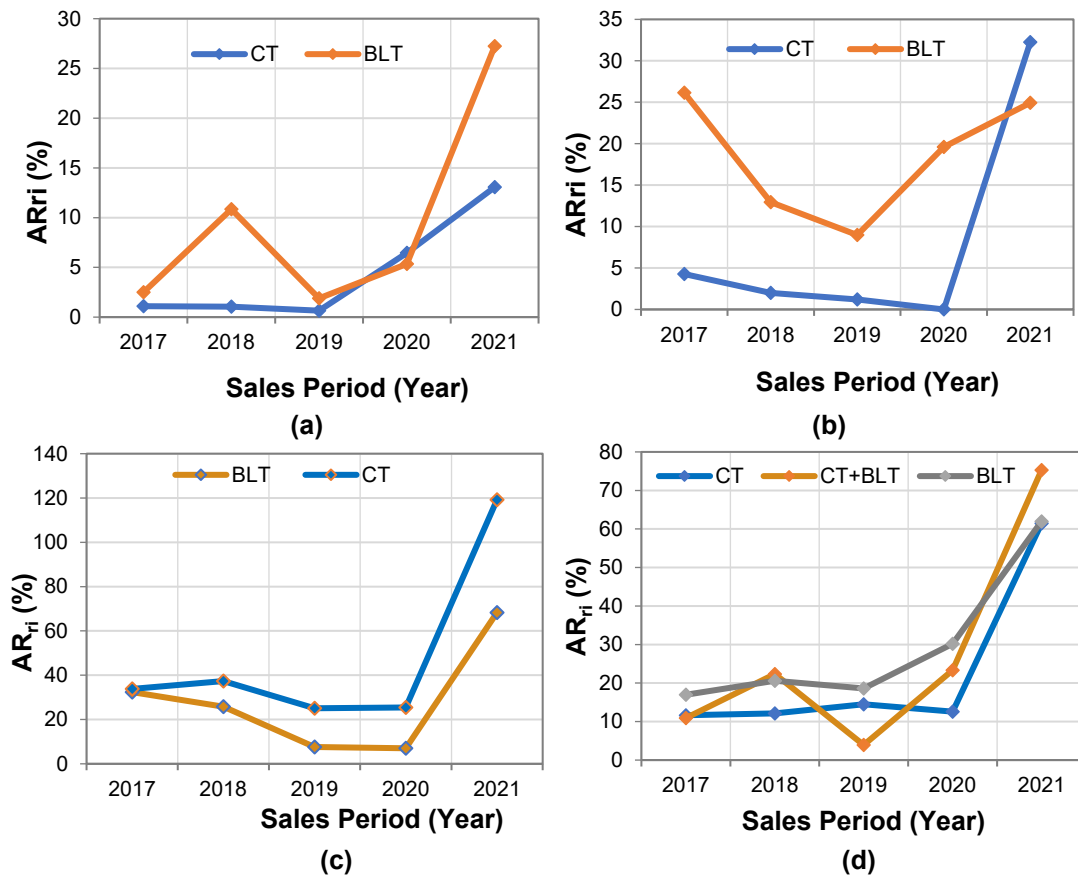 30
25
20
15
10
5
0
ARri (%)
CT BLT
2017 2018 2019 2020 2021
Sales Period (Year)
(a)
35
30
25
20
15
10
5
0
ARri (%)
CT BLT
2017 2018 2019 2020 2021
Sales Period (Year)
(b)
140
120
100
80
60
40
20
0
ARri (%)
BLT CT
2017 2018 2019 2020 2021
Sales Period (Year)
(c)
80
70
60
50
40
30
20
10
0
ARri (%)
CT CT+BLT BLT
2017 2018 2019 2020 2021
Sales Period (Year)
(d)